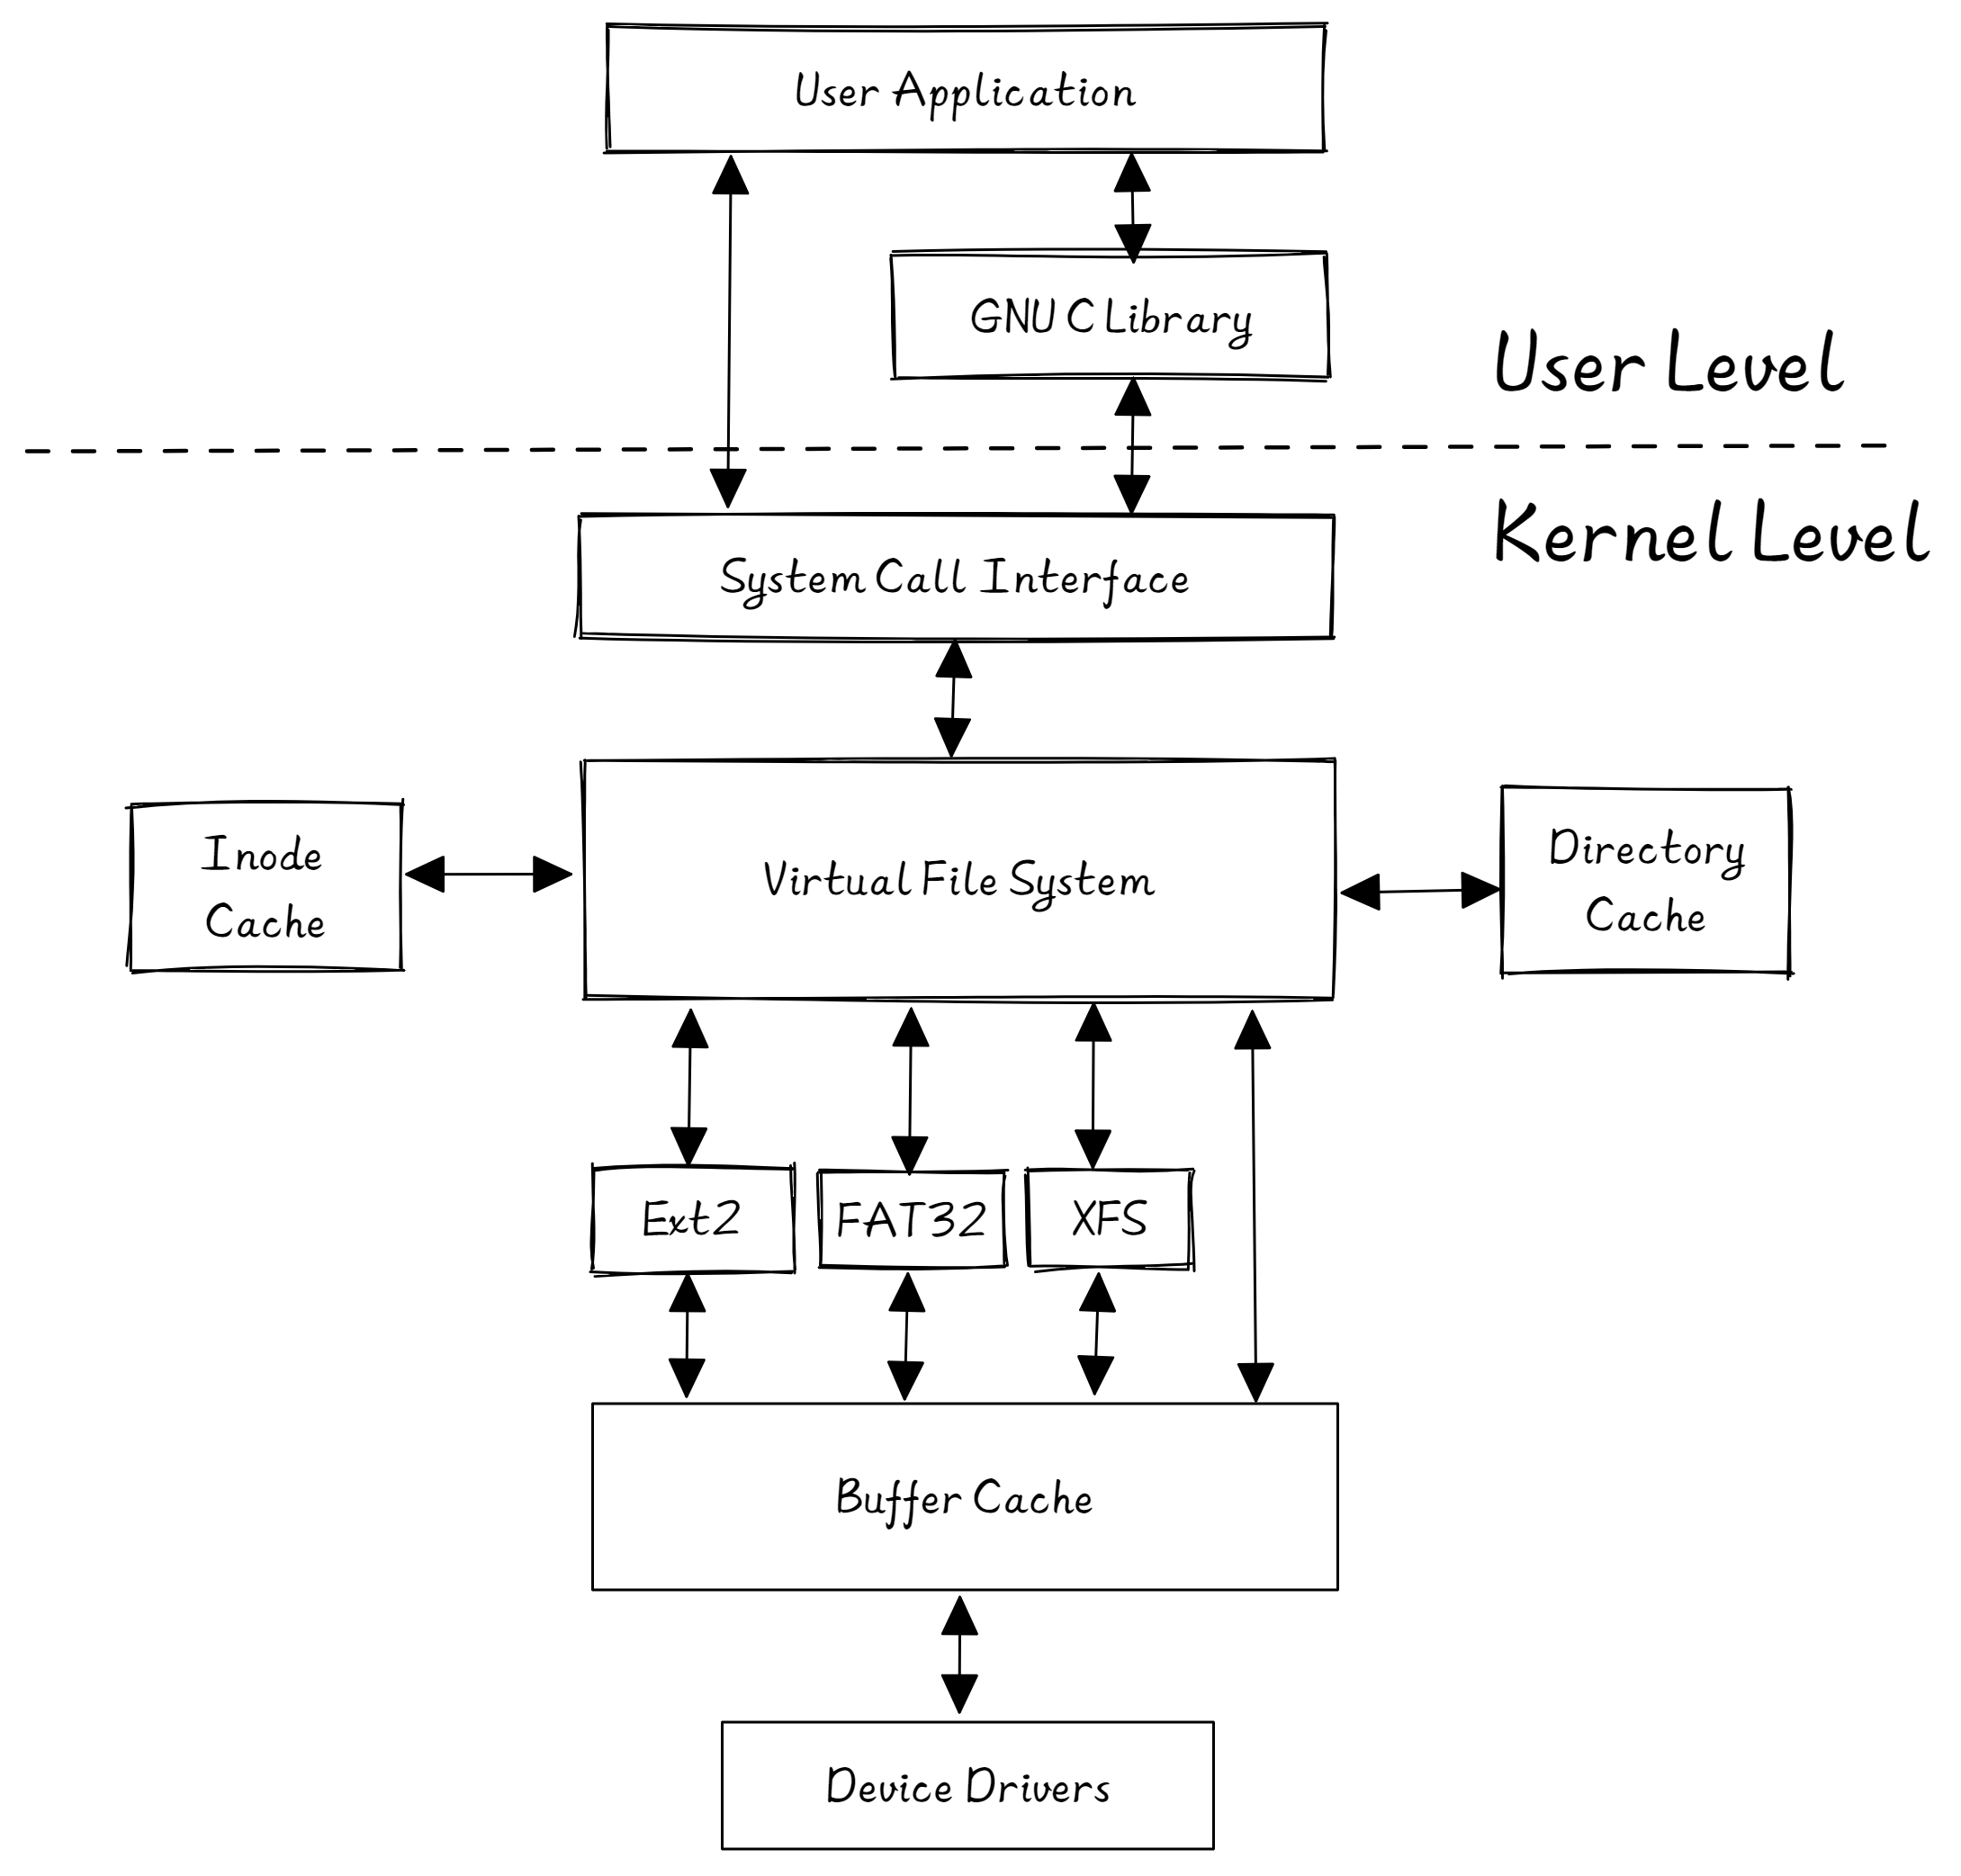 User Application
GNU C Library
User Level
Kernel Level
System Call Interface
Inode
Cache
Virtual File System
Directory
Cache
Ext2
FAT32
XFS
Buffer Cache
Device Drivers